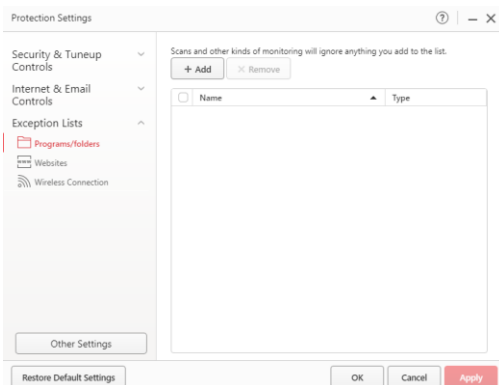 Protection Settings
Security & Tuneup
Controls
Internet & Email
Controls
Exception Lists
Programs/folders
Websites
Wireless Connection
Other Settings
Scans and other kinds of monitoring will ignore anything you add to the list.
+ Add
× Remove
Name
Type
Restore Default Settings
OK
Cancel
Apply